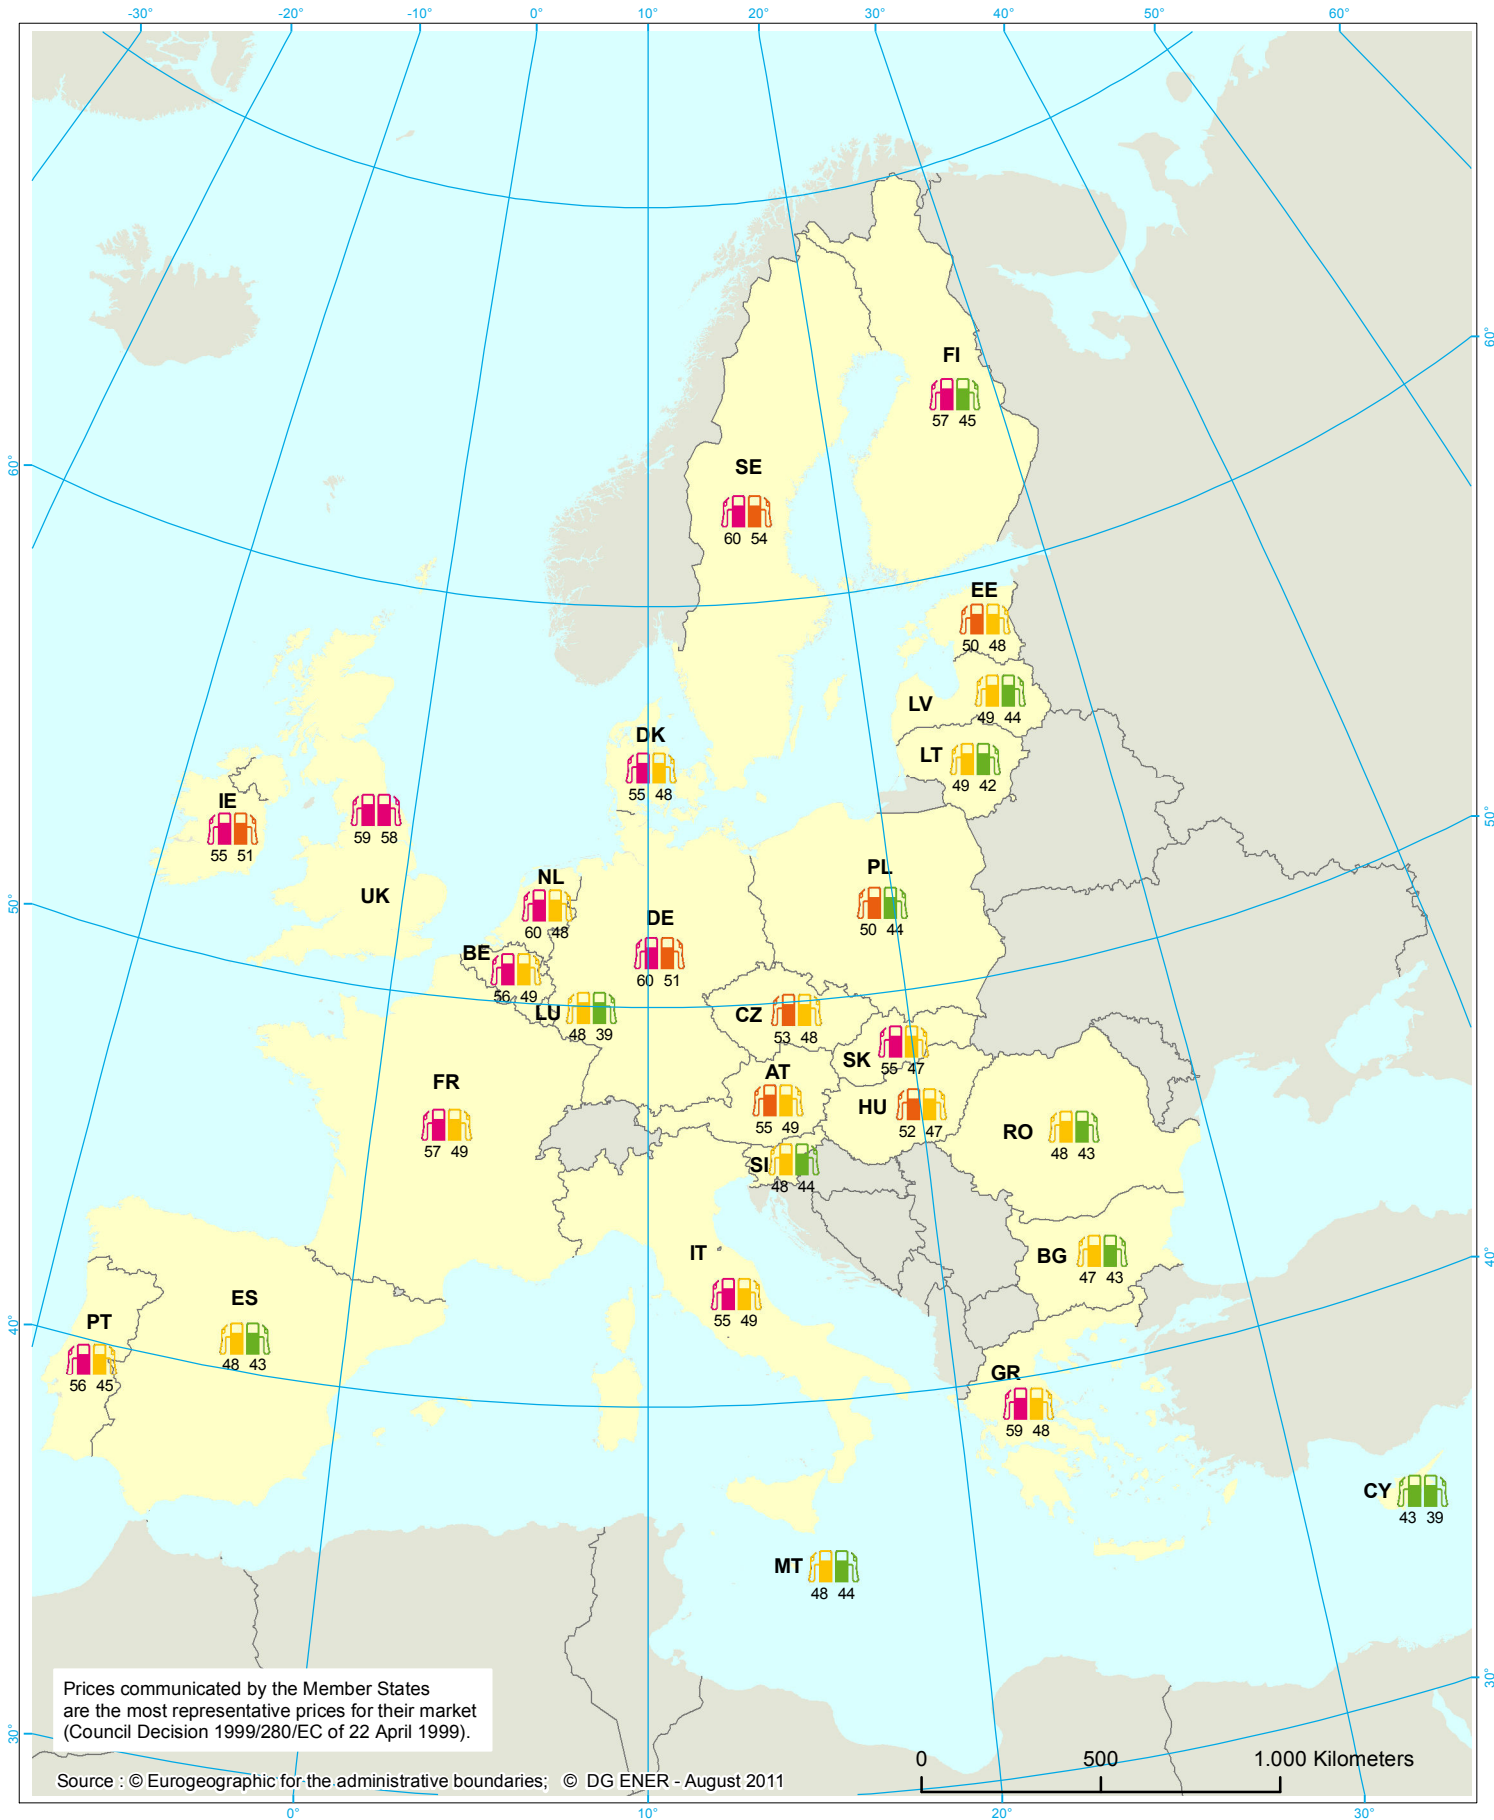 -30° -20° -10° 0° 10° 20° 30° 40° 50° 60°
60°
FI
57 45
60°
SE
60 54
EE
50 48
LV
49 44
DK
55 48
LT
49 42
IE
55 51
59 58
50°
UK
NL
60 48
PL
50 44
50°
DE
60 51
BE
56 49
LU
48 39
CZ
53 48
SK
55 47
AT
55 49
HU
52 47
FR
57 49
RO
48 43
SI
48 44
IT
55 49
BG
47 43
40°
ES
48 43
PT
56 45
40°
GR
59 48
CY
43 39
MT
48 44
30°
Prices communicated by the Member States
are the most representative prices for their market
(Council Decision 1999/280/EC of 22 April 1999).
30°
0 500 1.000 Kilometers
Source : © Eurogeographic for the administrative boundaries; © DG ENER - August 2011
0° 10° 20° 30°